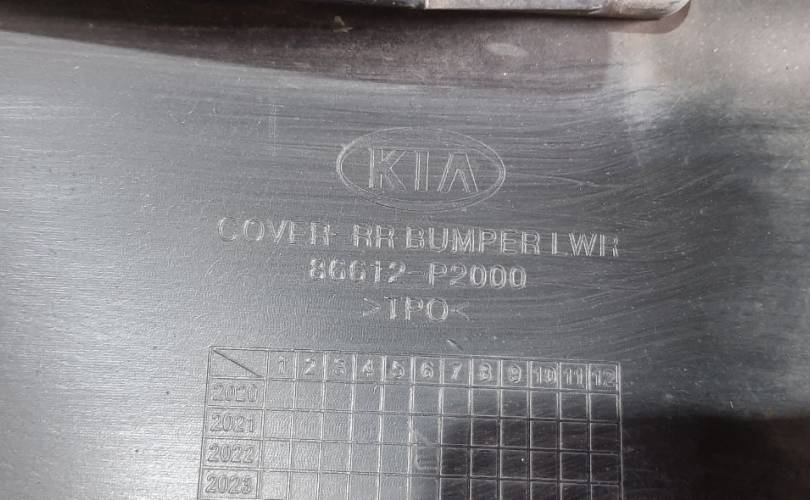 KIA
COVER- RR BUMPER LWR
86612-P2000
>TPO<
1 2 3 4 5 6 7 8 9 10 11 12
2020
2021
2022
2023